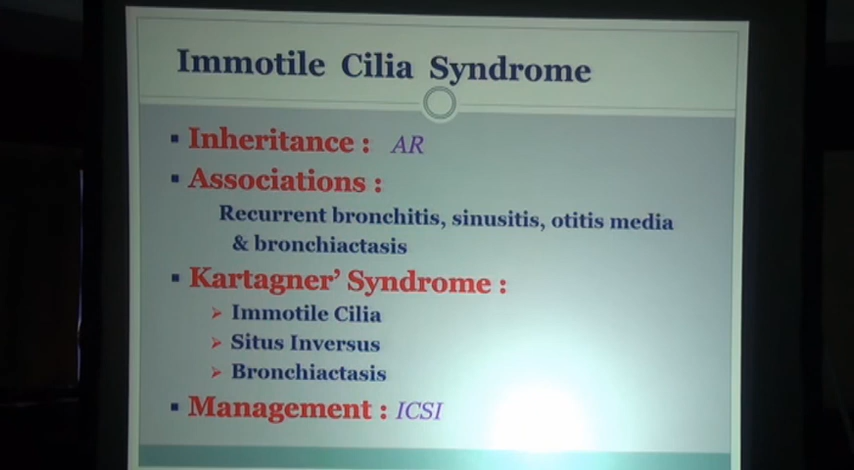 Immotile Cilia Syndrome
▪ Inheritance : AR
▪ Associations :
Recurrent bronchitis, sinusitis, otitis media
& bronchiactasis
▪ Kartagner’ Syndrome :
➢ Immotile Cilia
➢ Situs Inversus
➢ Bronchiactasis
▪ Management : ICSI